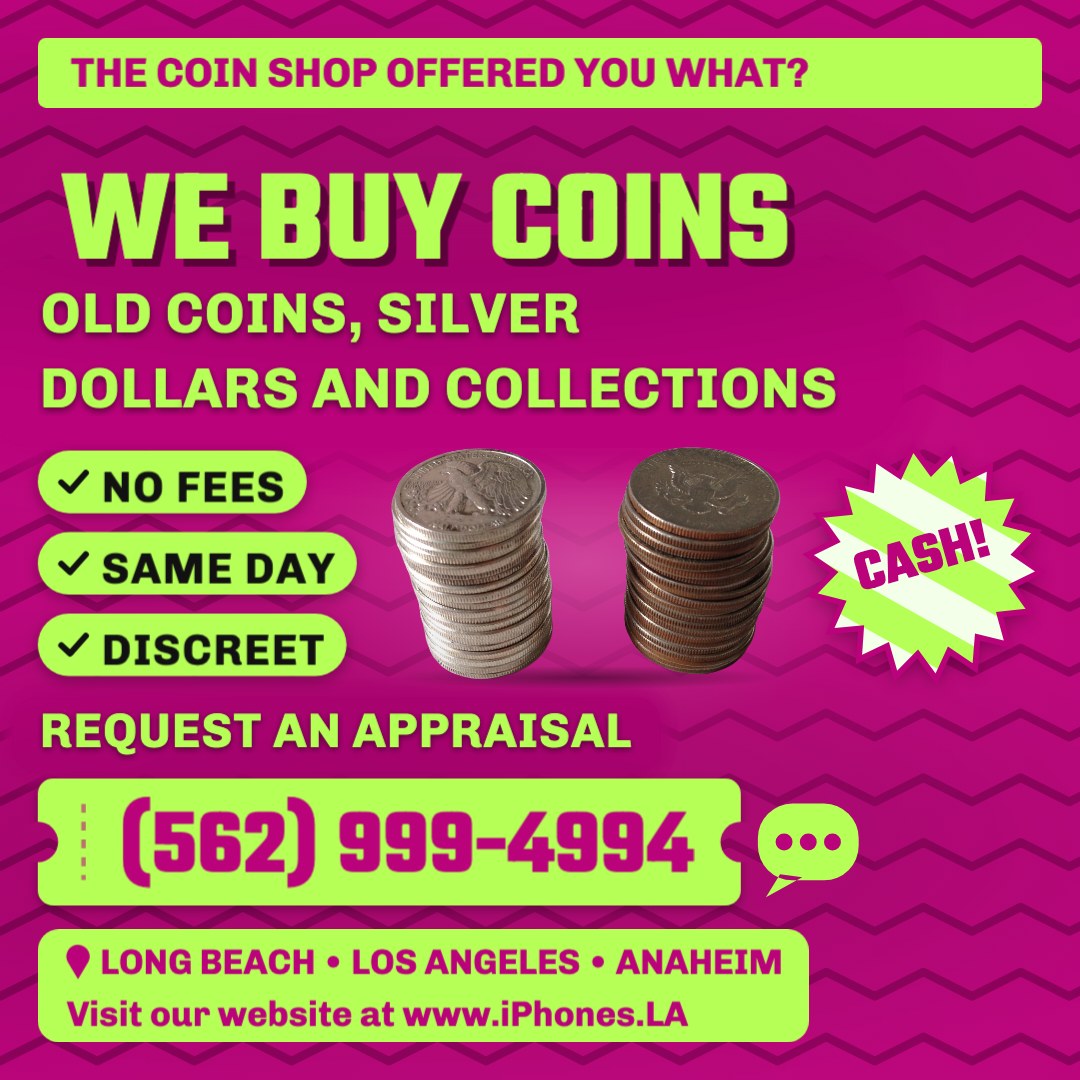 THE COIN SHOP OFFERED YOU WHAT?
WE BUY COINS
OLD COINS, SILVER
DOLLARS AND COLLECTIONS
NO FEES
SAME DAY
DISCREET
CASH!
REQUEST AN APPRAISAL
(562) 999-4994
LONG BEACH • LOS ANGELES • ANAHEIM
Visit our website at www.iPhones.LA